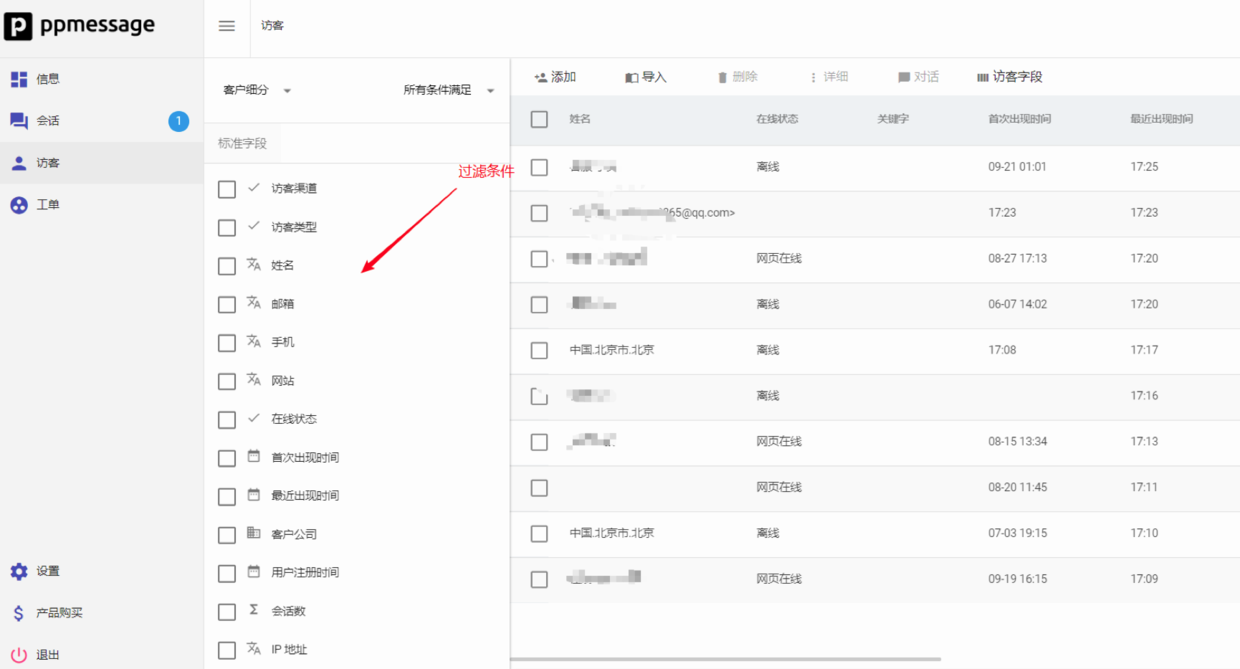 ppmessage
访客
信息
会话
1
访客
工单
设置
产品购买
退出
客户细分
所有条件满足
标准字段
过滤条件
访客渠道
访客类型
姓名
邮箱
手机
网站
在线状态
首次出现时间
最近出现时间
客户公司
用户注册时间
会话数
IP 地址
添加 导入 删除 详细 对话 访客字段
姓名 在线状态 关键字 首次出现时间 最近出现时间
离线 09-21 01:01 17:25
365@qq.com> 17:23 17:23
网页在线 08-27 17:13 17:20
离线 06-07 14:02 17:20
中国.北京市.北京 离线 17:08 17:17
离线 17:16
网页在线 08-15 13:34 17:13
网页在线 08-20 11:45 17:11
中国.北京市.北京 离线 07-03 19:15 17:10
网页在线 09-19 16:15 17:09